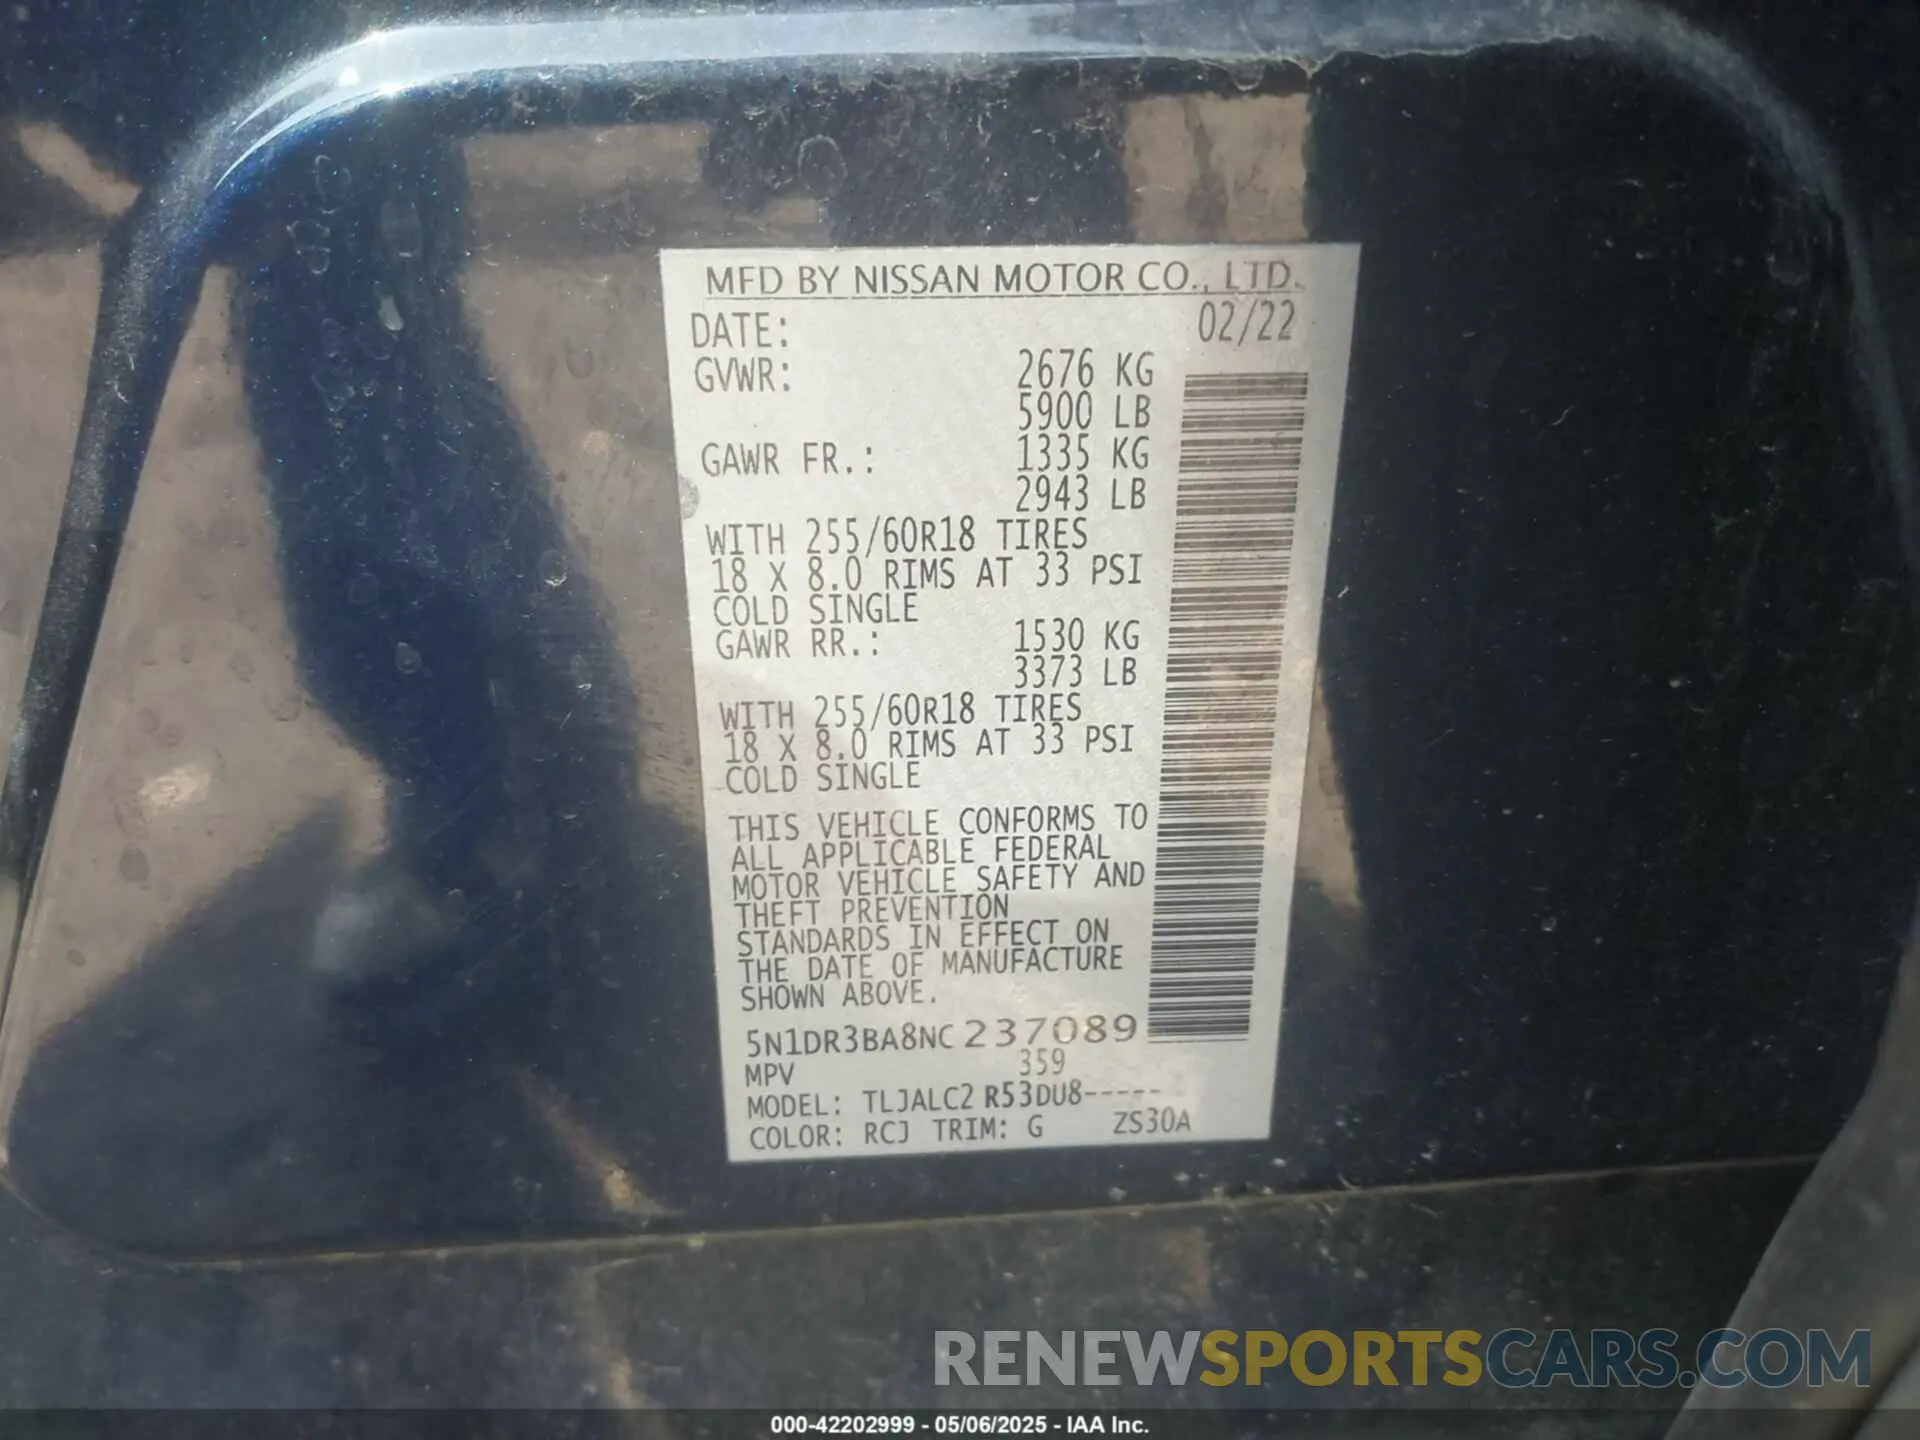 MFD BY NISSAN MOTOR CO., LTD.
DATE: 02/22
GVWR: 2676 KG
5900 LB
GAWR FR.: 1335 KG
2943 LB
WITH 255/60R18 TIRES
18 X 8.0 RIMS AT 33 PSI
COLD SINGLE
GAWR RR.: 1530 KG
3373 LB
WITH 255/60R18 TIRES
18 X 8.0 RIMS AT 33 PSI
COLD SINGLE
THIS VEHICLE CONFORMS TO
ALL APPLICABLE FEDERAL
MOTOR VEHICLE SAFETY AND
THEFT PREVENTION
STANDARDS IN EFFECT ON
THE DATE OF MANUFACTURE
SHOWN ABOVE.
5N1DR3BA8NC237089
MPV 359
MODEL: TLJALC2 R53DU8-----
COLOR: RCJ TRIM: G ZS30A
RENEWSPORTSCARS.COM
000-42202999 - 05/06/2025 - IAA Inc.